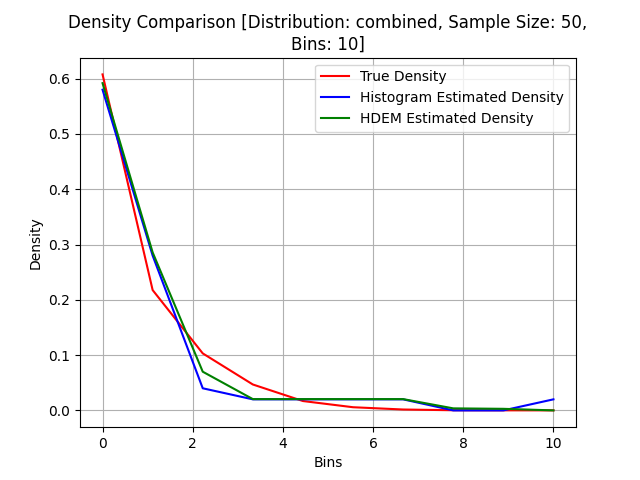 Density Comparison [Distribution: combined, Sample Size: 50,
Bins: 10]
True Density
Histogram Estimated Density
HDEM Estimated Density
Density
0.6
0.5
0.4
0.3
0.2
0.1
0.0
0 2 4 6 8 10
Bins